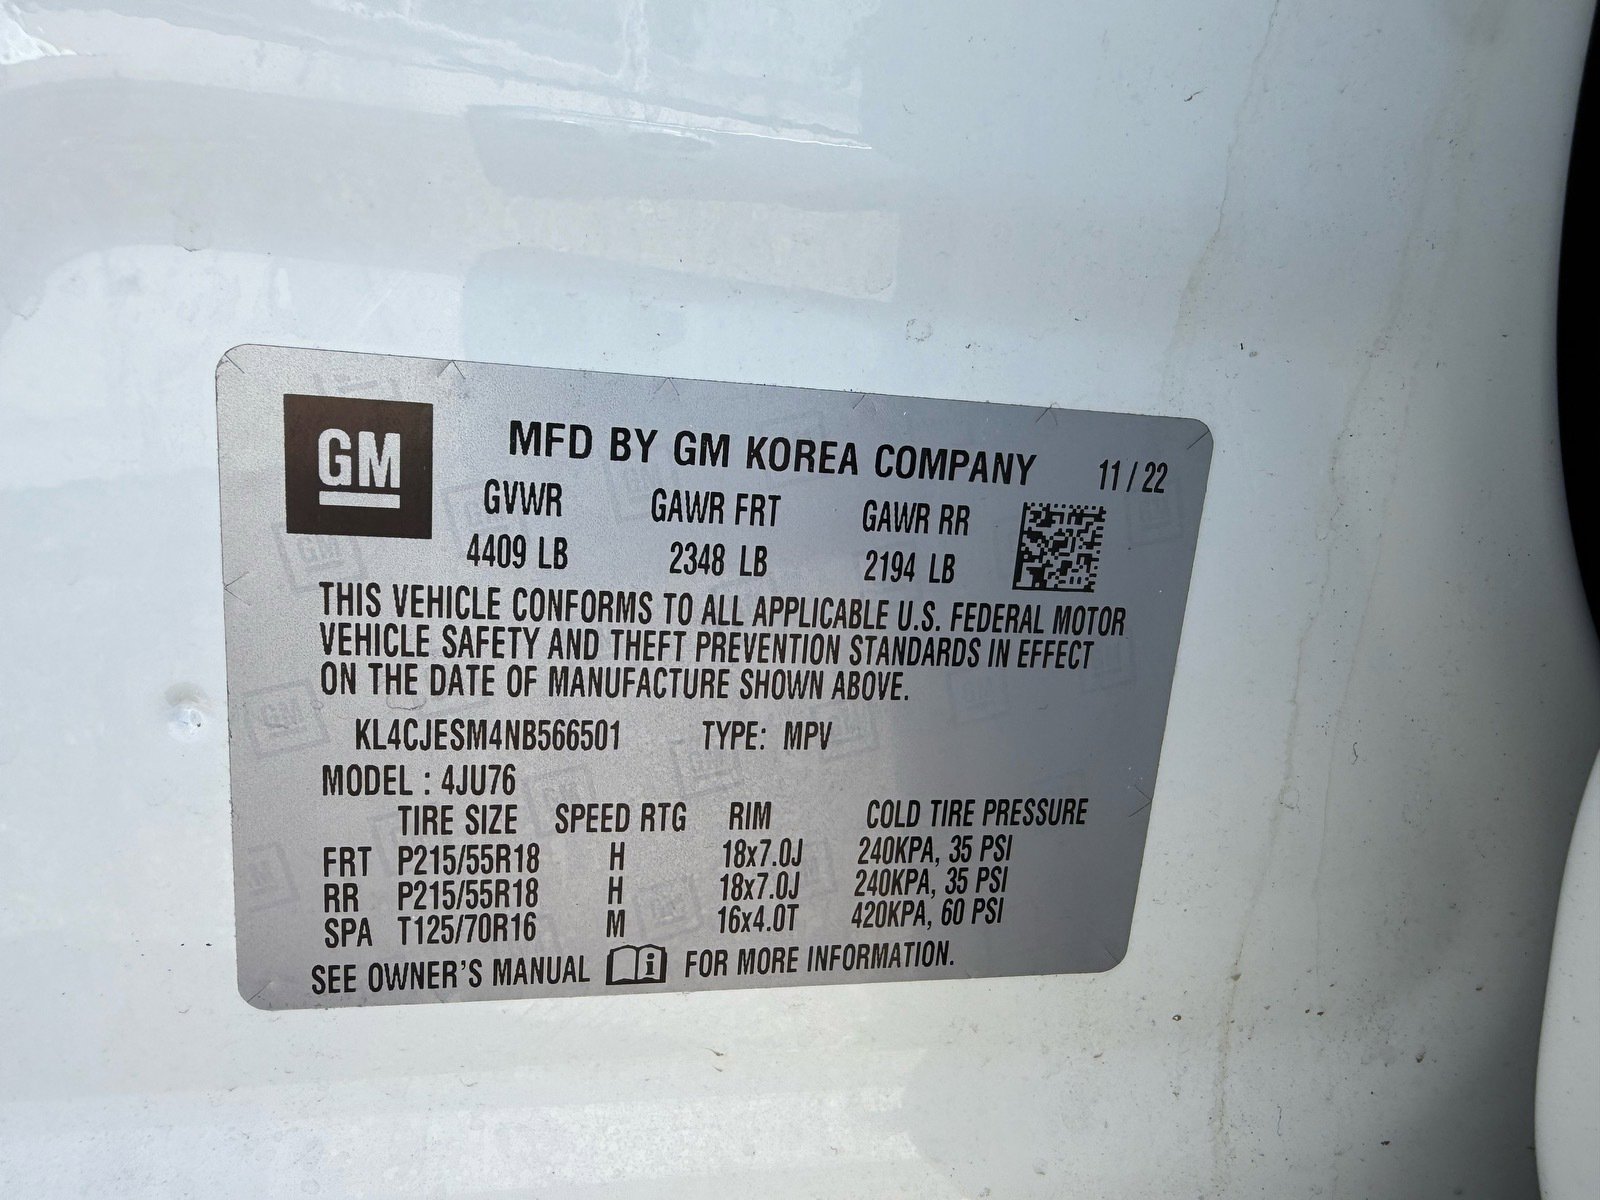 GM
MFD BY GM KOREA COMPANY 11/22
GVWR GAWR FRT GAWR RR
4409 LB 2348 LB 2194 LB
THIS VEHICLE CONFORMS TO ALL APPLICABLE U.S. FEDERAL MOTOR
VEHICLE SAFETY AND THEFT PREVENTION STANDARDS IN EFFECT
ON THE DATE OF MANUFACTURE SHOWN ABOVE.
KL4CJESM4NB566501 TYPE: MPV
MODEL : 4JU76
TIRE SIZE SPEED RTG RIM COLD TIRE PRESSURE
FRT P215/55R18 H 18x7.0J 240KPA, 35 PSI
RR P215/55R18 H 18x7.0J 240KPA, 35 PSI
SPA T125/70R16 M 16x4.0T 420KPA, 60 PSI
SEE OWNER'S MANUAL i FOR MORE INFORMATION.